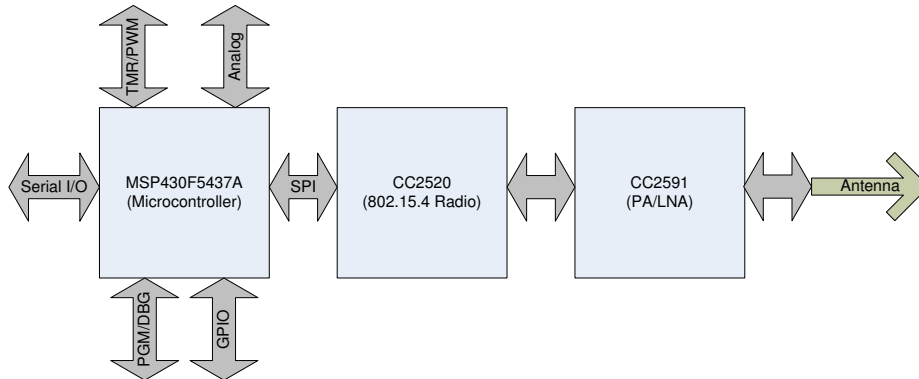 TMR/PWM
Analog
Serial I/O
MSP430F5437A
(Microcontroller)
SPI
CC2520
(802.15.4 Radio)
CC2591
(PA/LNA)
Antenna
PGM/DBG
GPIO